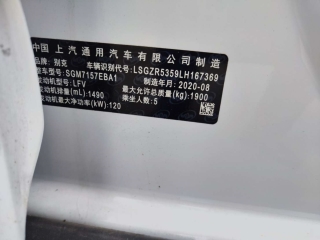 中国 上汽通用汽车有限公司 制造
品牌：别克 车辆识别代号：LSGZR5359LH167369
型号：SGM7157EBA1 制造年月：2020-08
发动机型号：LFV 最大允许总质量(kg)：1900
发动机排量(mL)：1490 乘坐人数：5
发动机最大净功率(kW)：120